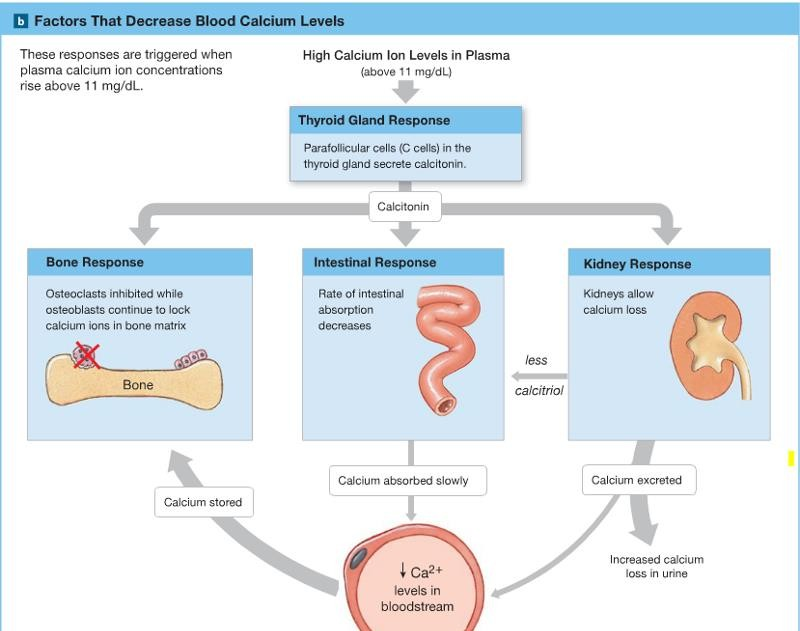 b Factors That Decrease Blood Calcium Levels
These responses are triggered when
plasma calcium ion concentrations
rise above 11 mg/dL.
High Calcium Ion Levels in Plasma
(above 11 mg/dL)
Thyroid Gland Response
Parafollicular cells (C cells) in the
thyroid gland secrete calcitonin.
Calcitonin
Bone Response
Osteoclasts inhibited while
osteoblasts continue to lock
calcium ions in bone matrix
Bone
Intestinal Response
Rate of intestinal
absorption
decreases
less
calcitriol
Kidney Response
Kidneys allow
calcium loss
Calcium stored
Calcium absorbed slowly
Calcium excreted
Increased calcium
loss in urine
↓ Ca²⁺
levels in
bloodstream